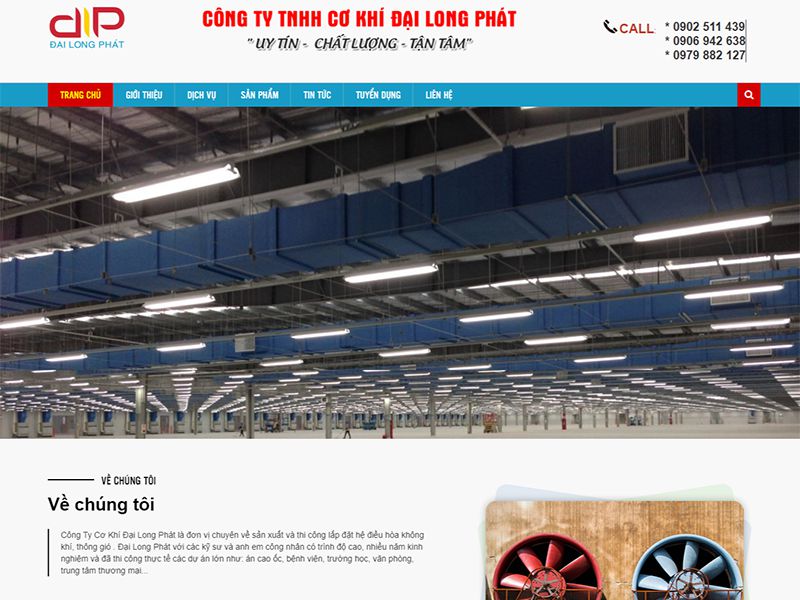 ĐẠI LONG PHÁT
CÔNG TY TNHH CƠ KHÍ ĐẠI LONG PHÁT
" UY TÍN - CHẤT LƯỢNG - TẬN TÂM"
CALL
* 0902 511 439
* 0906 942 638
* 0979 882 127
TRANG CHỦ GIỚI THIỆU DỊCH VỤ SẢN PHẨM TIN TỨC TUYỂN DỤNG LIÊN HỆ
VỀ CHÚNG TÔI
Về chúng tôi
Công Ty Cơ Khí Đại Long Phát là đơn vị chuyên về sản xuất và thi công lắp đặt hệ điều hòa không
khí, thông gió . Đại Long Phát với các kỹ sư và anh em công nhân có trình độ cao, nhiều năm kinh
nghiệm và đã thi công thực tế các dự án lớn như: án cao ốc, bệnh viện, trường học, văn phòng,
trung tâm thương mại...